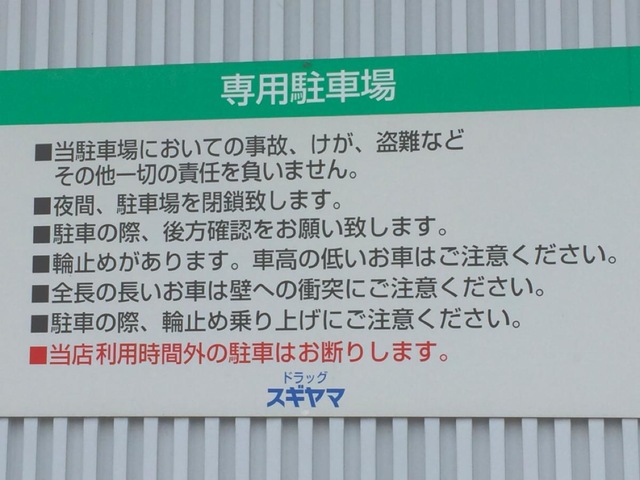 専用駐車場
■当駐車場においての事故、けが、盗難など
その他一切の責任を負いません。
■夜間、駐車場を閉鎖致します。
■駐車の際、後方確認をお願い致します。
■輪止めがあります。車高の低いお車はご注意ください。
■全長の長いお車は壁への衝突にご注意ください。
■駐車の際、輪止め乗り上げにご注意ください。
■当店利用時間外の駐車はお断りします。
ドラッグ
スギヤマ